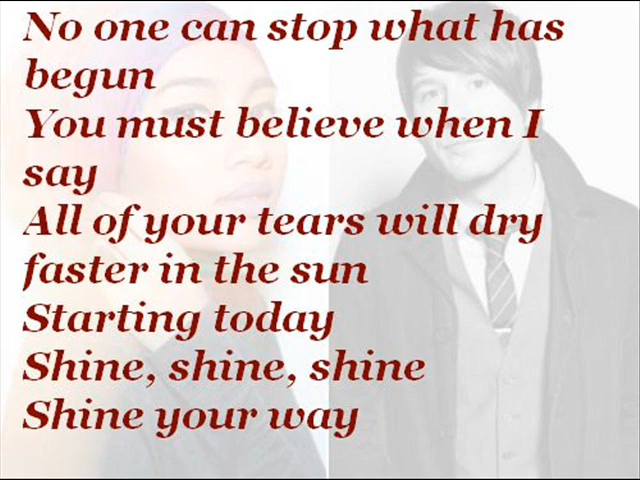 No one can stop what has
begun
You must believe when I
say
All of your tears will dry
faster in the sun
Starting today
Shine, shine, shine
Shine your way